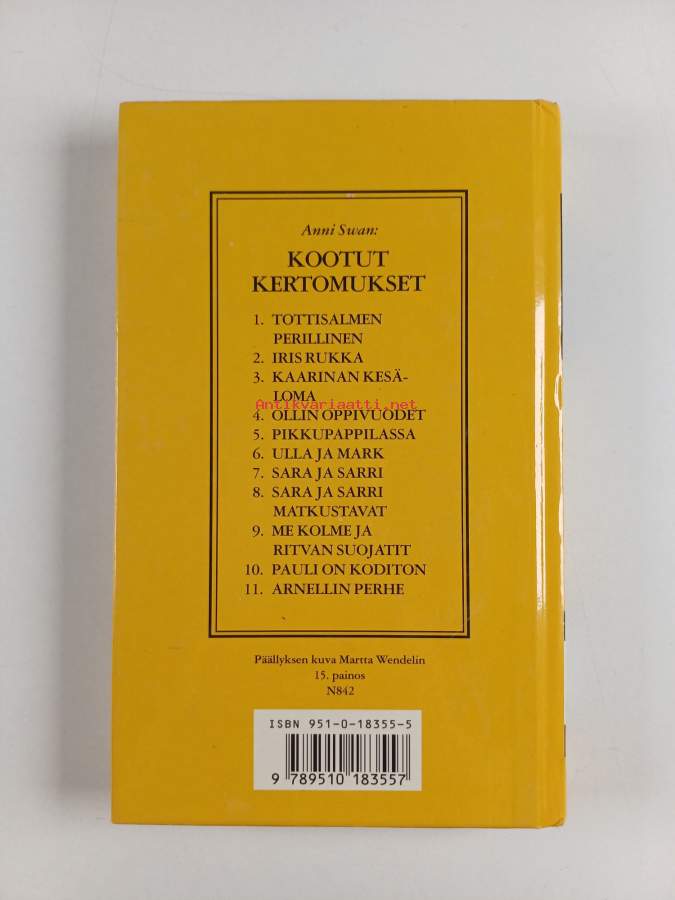 Anni Swan:
KOOTUT
KERTOMUKSET
1. TOTTISALMEN
PERILLINEN
2. IRIS RUKKA
3. KAARINAN KESÄ-
LOMA
Antikvariaatti.net
4. OLLIN OPPIVUODET
5. PIKKUPAPPILASSA
6. ULLA JA MARK
7. SARA JA SARRI
8. SARA JA SARRI
MATKUSTAVAT
9. ME KOLME JA
RITVAN SUOJATIT
10. PAULI ON KODITON
11. ARNELLIN PERHE
Päällyksen kuva Martta Wendelin
15. painos
N842
ISBN 951-0-18355-5
9 789510 183557